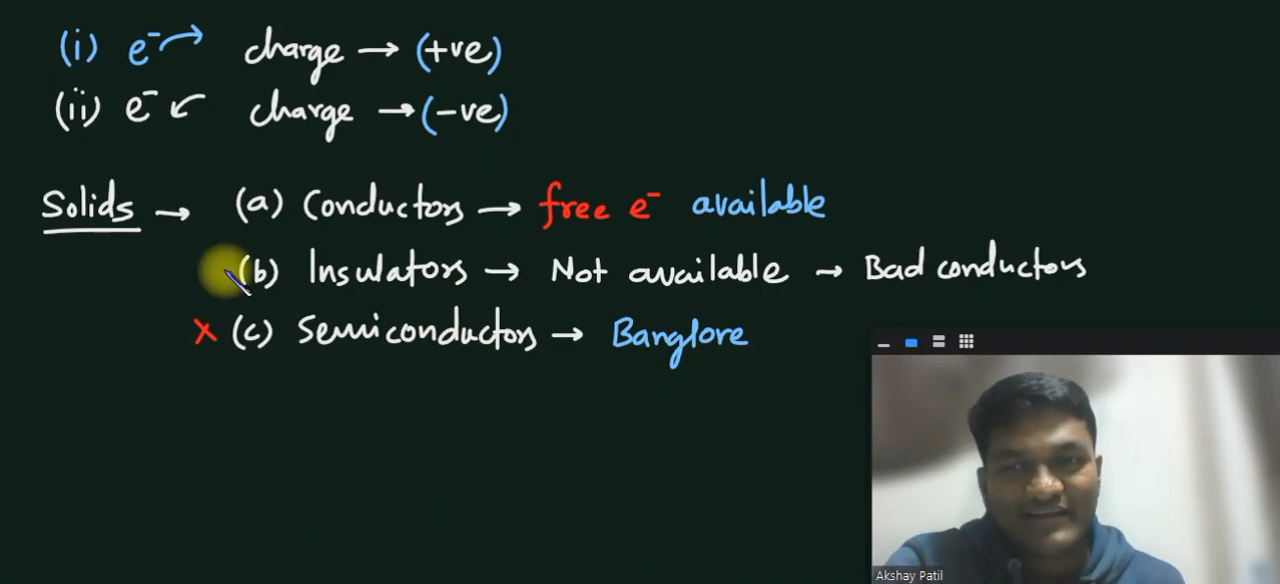 (i) e⁻ charge → (+ve)
(ii) e⁻ charge → (-ve)
Solids → (a) Conductors → free e⁻ available
(b) Insulators → Not available → Bad conductors
x (c) Semiconductors → Banglore
Akshay Patil